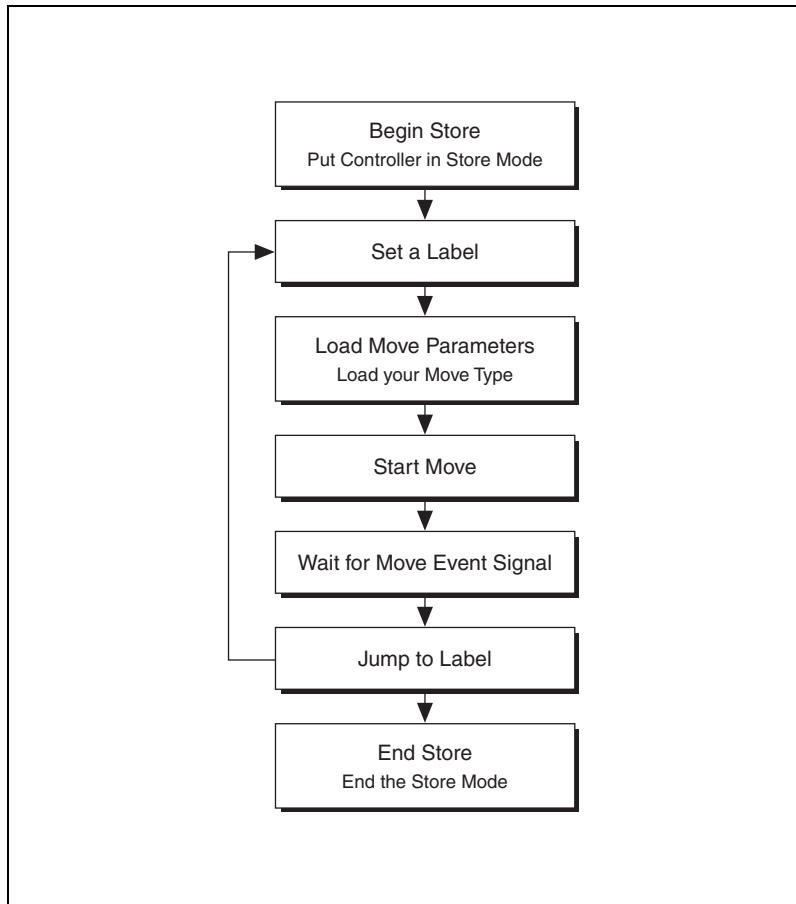 Begin Store
Put Controller in Store Mode
Set a Label
Load Move Parameters
Load your Move Type
Start Move
Wait for Move Event Signal
Jump to Label
End Store
End the Store Mode